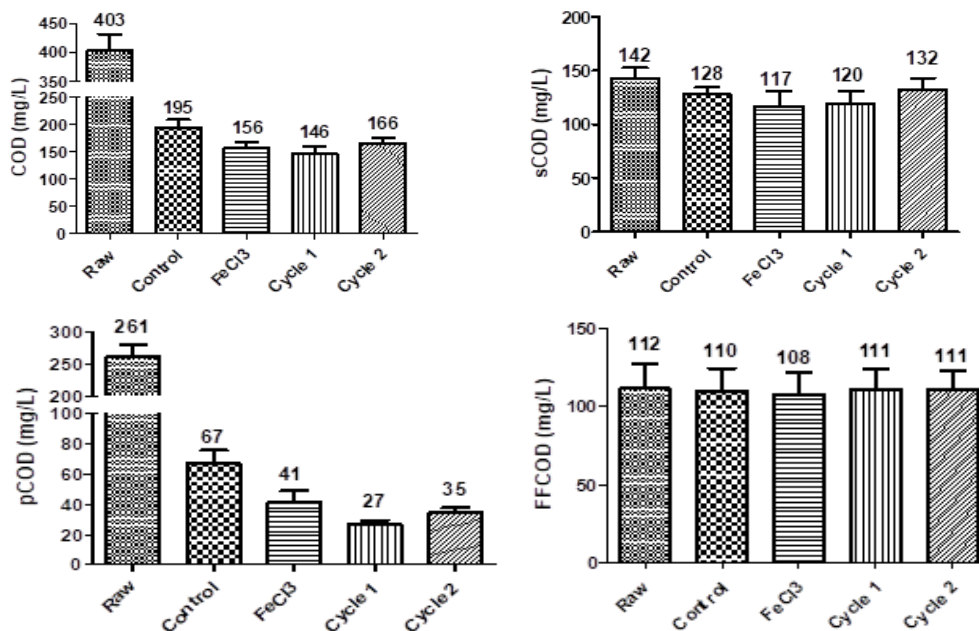 COD (mg/L)
450
400
350
250
200
150
100
50
0
403
195
156
146
166
Raw
Control
FeCl3
Cycle 1
Cycle 2
sCOD (mg/L)
200
150
100
50
0
142
128
117
120
132
Raw
Control
FeCl3
Cycle 1
Cycle 2
pCOD (mg/L)
300
250
200
100
80
60
40
20
0
261
67
41
27
35
Raw
Control
FeCl3
Cycle 1
Cycle 2
FFCOD (mg/L)
150
100
50
0
112
110
108
111
111
Raw
Control
FeCl3
Cycle 1
Cycle 2